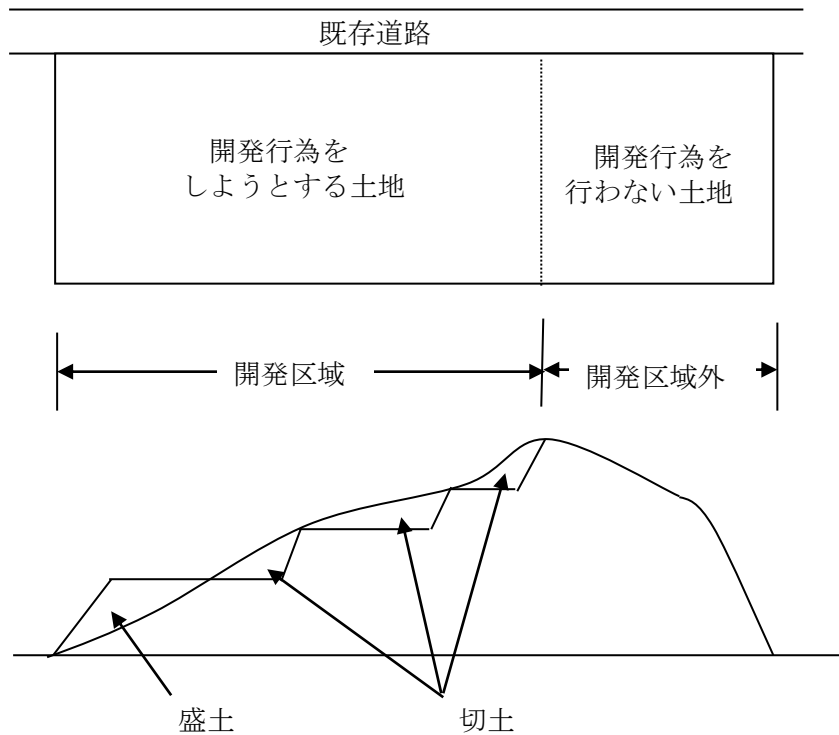 既存道路
開発行為を
しようとする土地
開発行為を
行わない土地
開発区域
開発区域外
盛土
切土